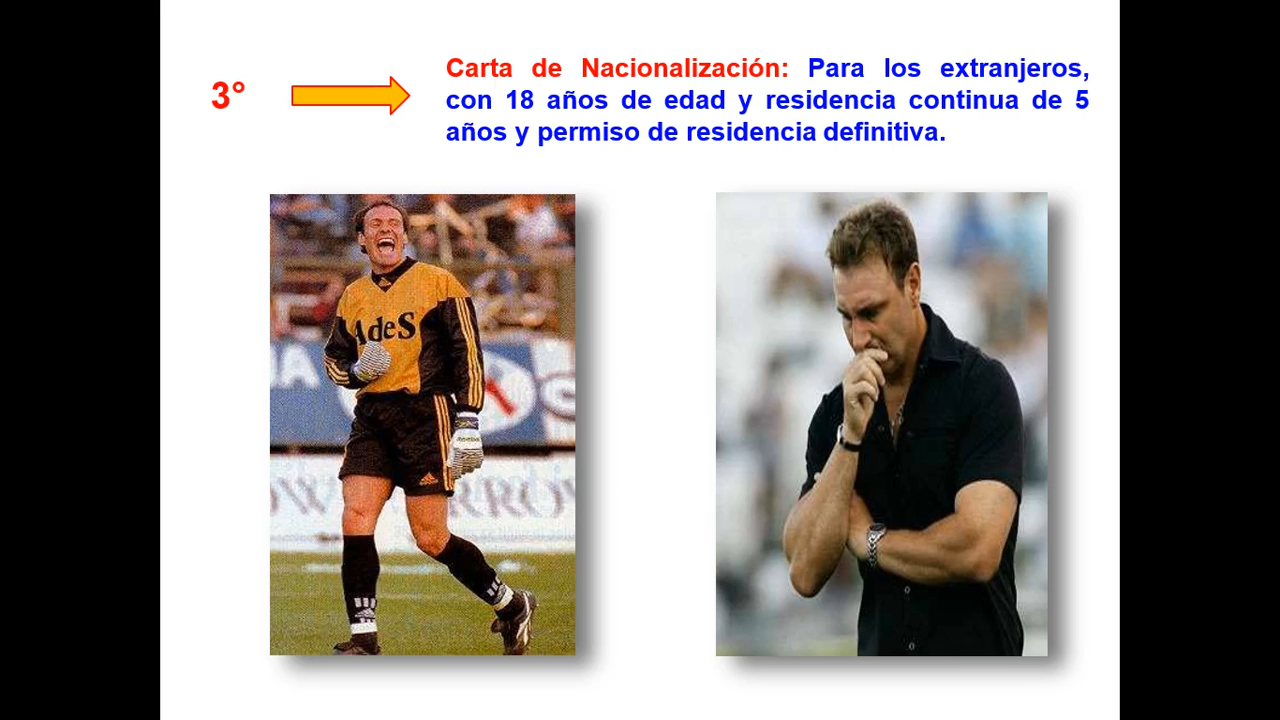 3°
Carta de Nacionalización: Para los extranjeros,
con 18 años de edad y residencia continua de 5
años y permiso de residencia definitiva.
AdeS